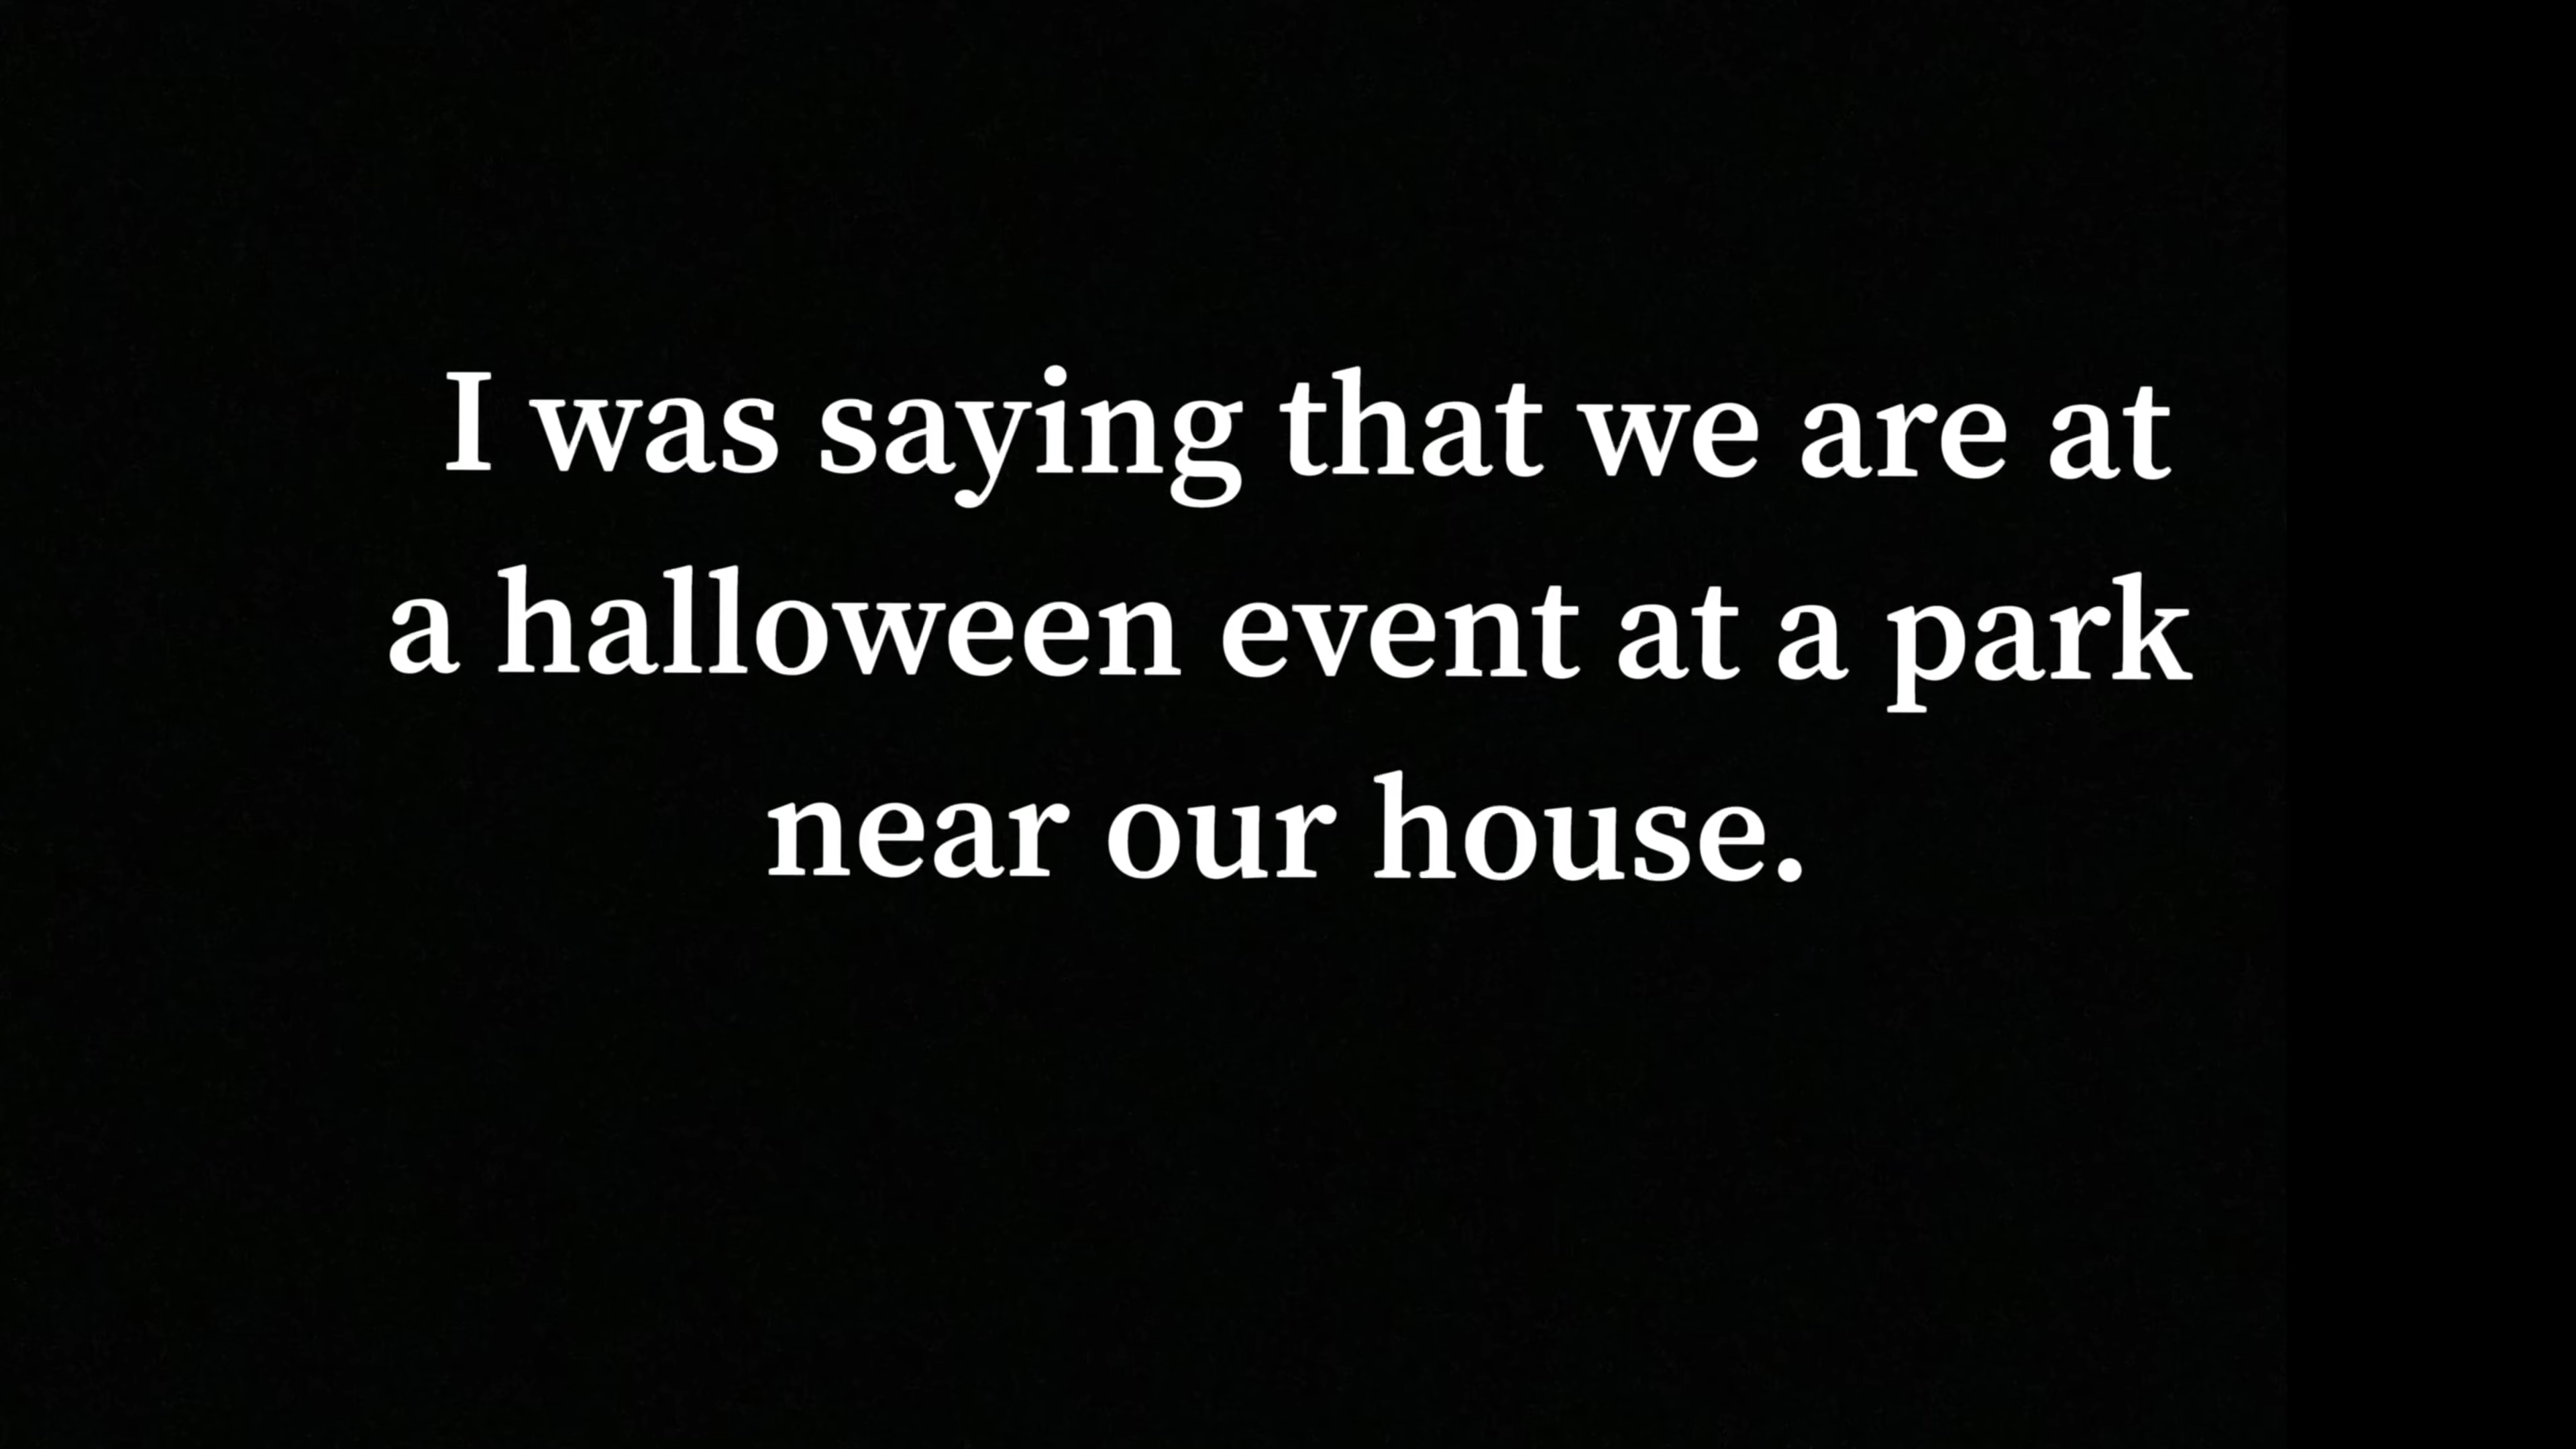 I was saying that we are at
a halloween event at a park
near our house.